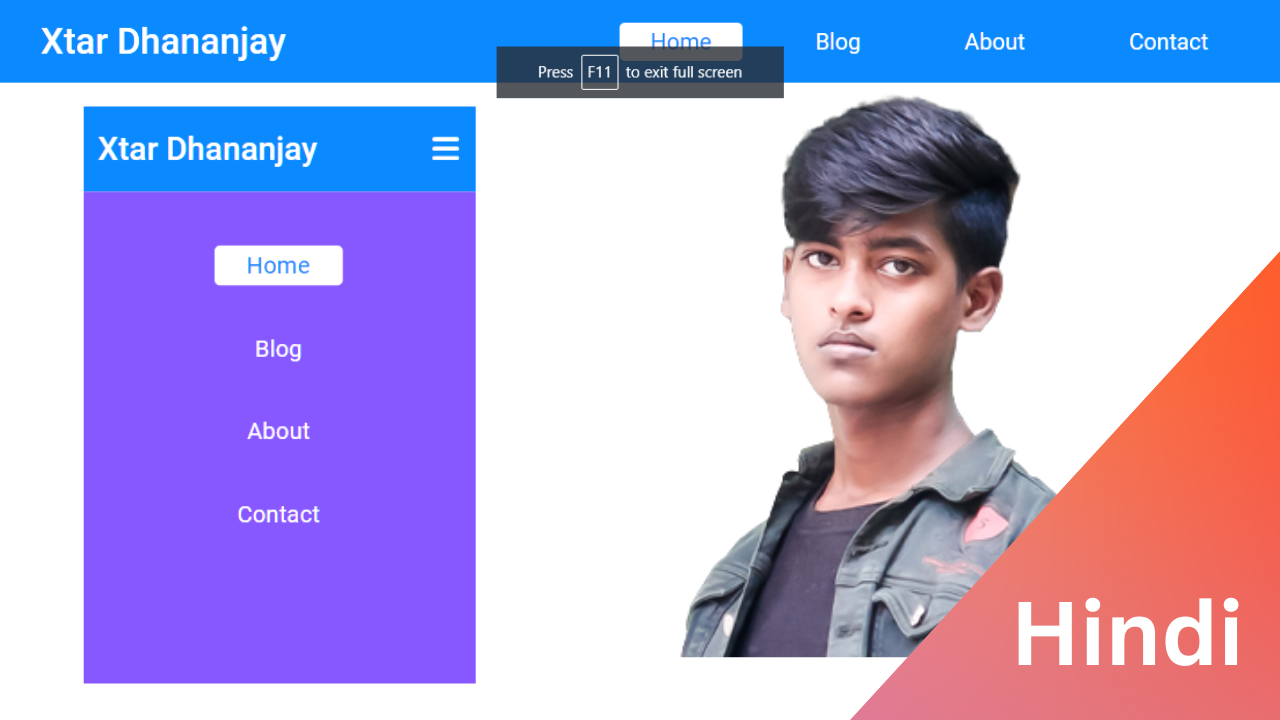 Xtar Dhananjay Home Blog About Contact
Press F11 to exit full screen
Xtar Dhananjay
Home
Blog
About
Contact
Hindi